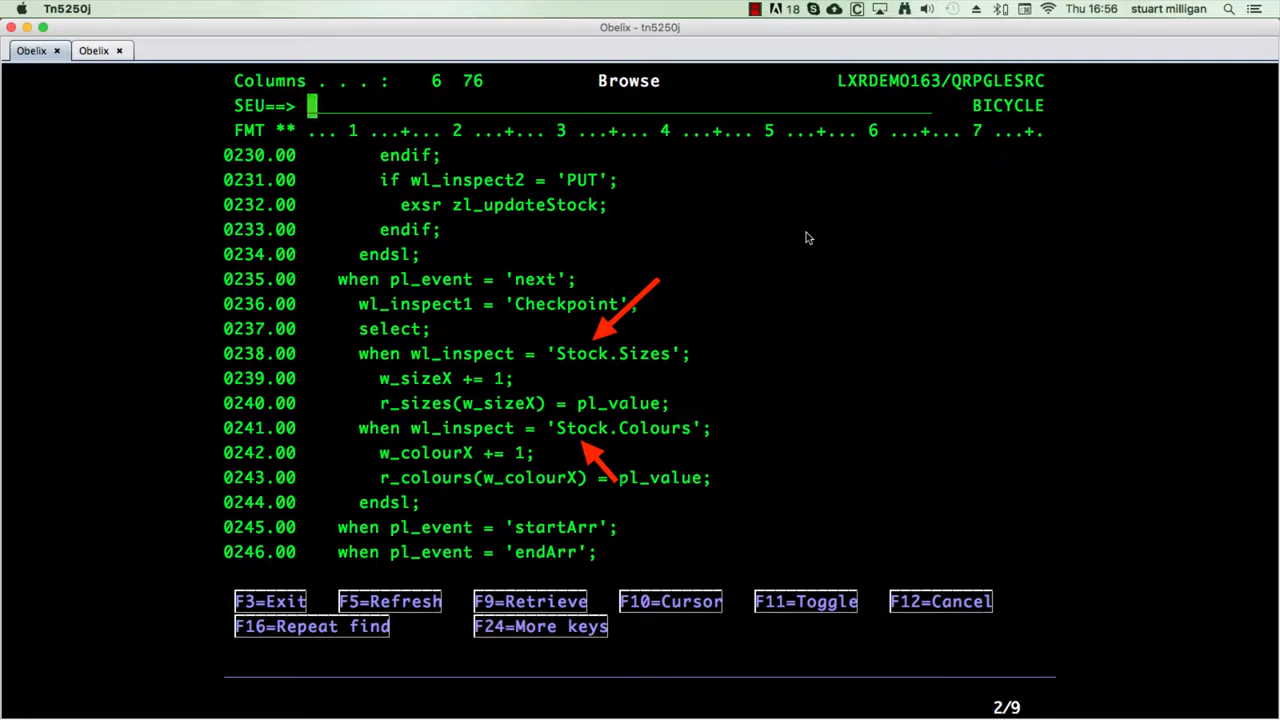 Tn5250j 18 Thu 16:56 stuart milligan
Obelix - tn5250j
Obelix × Obelix ×
Columns . . . : 6 76 Browse LXRDEMO163/QRPGLESRC
SEU==> BICYCLE
FMT ** ... 1 ...+... 2 ...+... 3 ...+... 4 ...+... 5 ...+... 6 ...+... 7 ...+.
0230.00 endif;
0231.00 if wl_inspect2 = 'PUT';
0232.00 exsr zl_updateStock;
0233.00 endif;
0234.00 endsl;
0235.00 when pl_event = 'next';
0236.00 wl_inspect1 = 'Checkpoint';
0237.00 select;
0238.00 when wl_inspect = 'Stock.Sizes';
0239.00 w_sizeX += 1;
0240.00 r_sizes(w_sizeX) = pl_value;
0241.00 when wl_inspect = 'Stock.Colours';
0242.00 w_colourX += 1;
0243.00 r_colours(w_colourX) = pl_value;
0244.00 endsl;
0245.00 when pl_event = 'startArr';
0246.00 when pl_event = 'endArr';
F3=Exit F5=Refresh F9=Retrieve F10=Cursor F11=Toggle F12=Cancel
F16=Repeat find F24=More keys
2/9